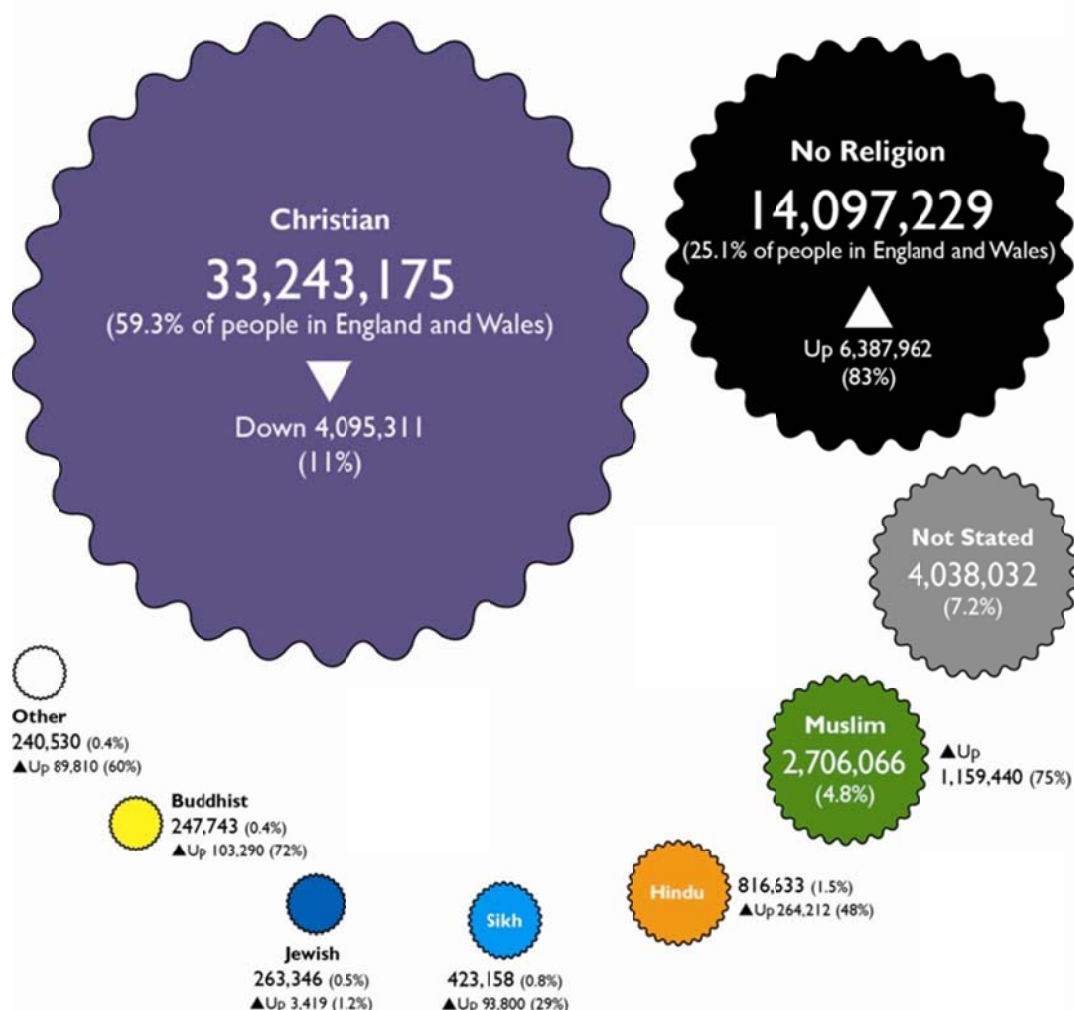 Christian
33,243,175
(59.3% of people in England and Wales)
▼
Down 4,095,311
(11%)
No Religion
14,097,229
(25.1% of people in England and Wales)
▲
Up 6,387,962
(83%)
Not Stated
4,038,032
(7.2%)
Muslim
2,706,066
(4.8%)
▲Up
1,159,440 (75%)
Hindu
816,633 (1.5%)
▲Up 264,212 (48%)
Sikh
423,158 (0.8%)
▲Up 93,800 (29%)
Jewish
263,346 (0.5%)
▲Up 3,419 (1.2%)
Buddhist
247,743 (0.4%)
▲Up 103,290 (72%)
Other
240,530 (0.4%)
▲Up 89,810 (60%)